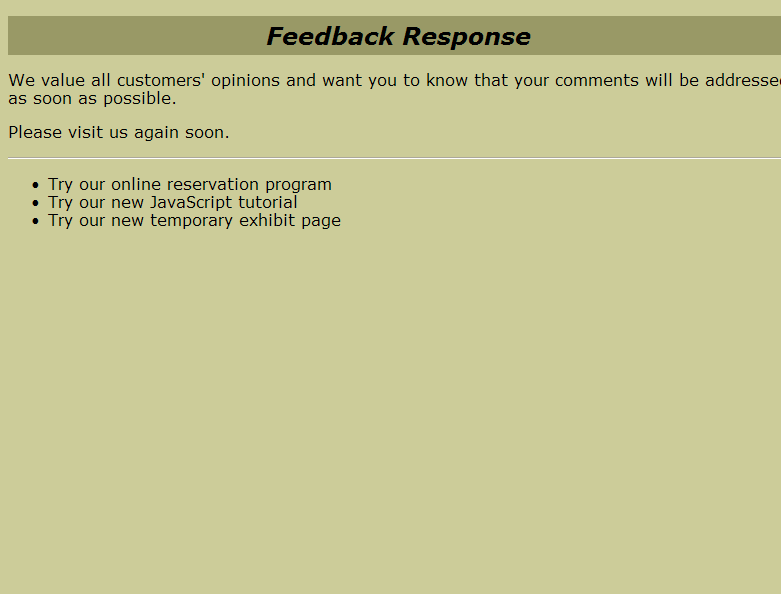 Feedback Response
We value all customers' opinions and want you to know that your comments will be addresse
as soon as possible.
Please visit us again soon.
Try our online reservation program
Try our new JavaScript tutorial
Try our new temporary exhibit page